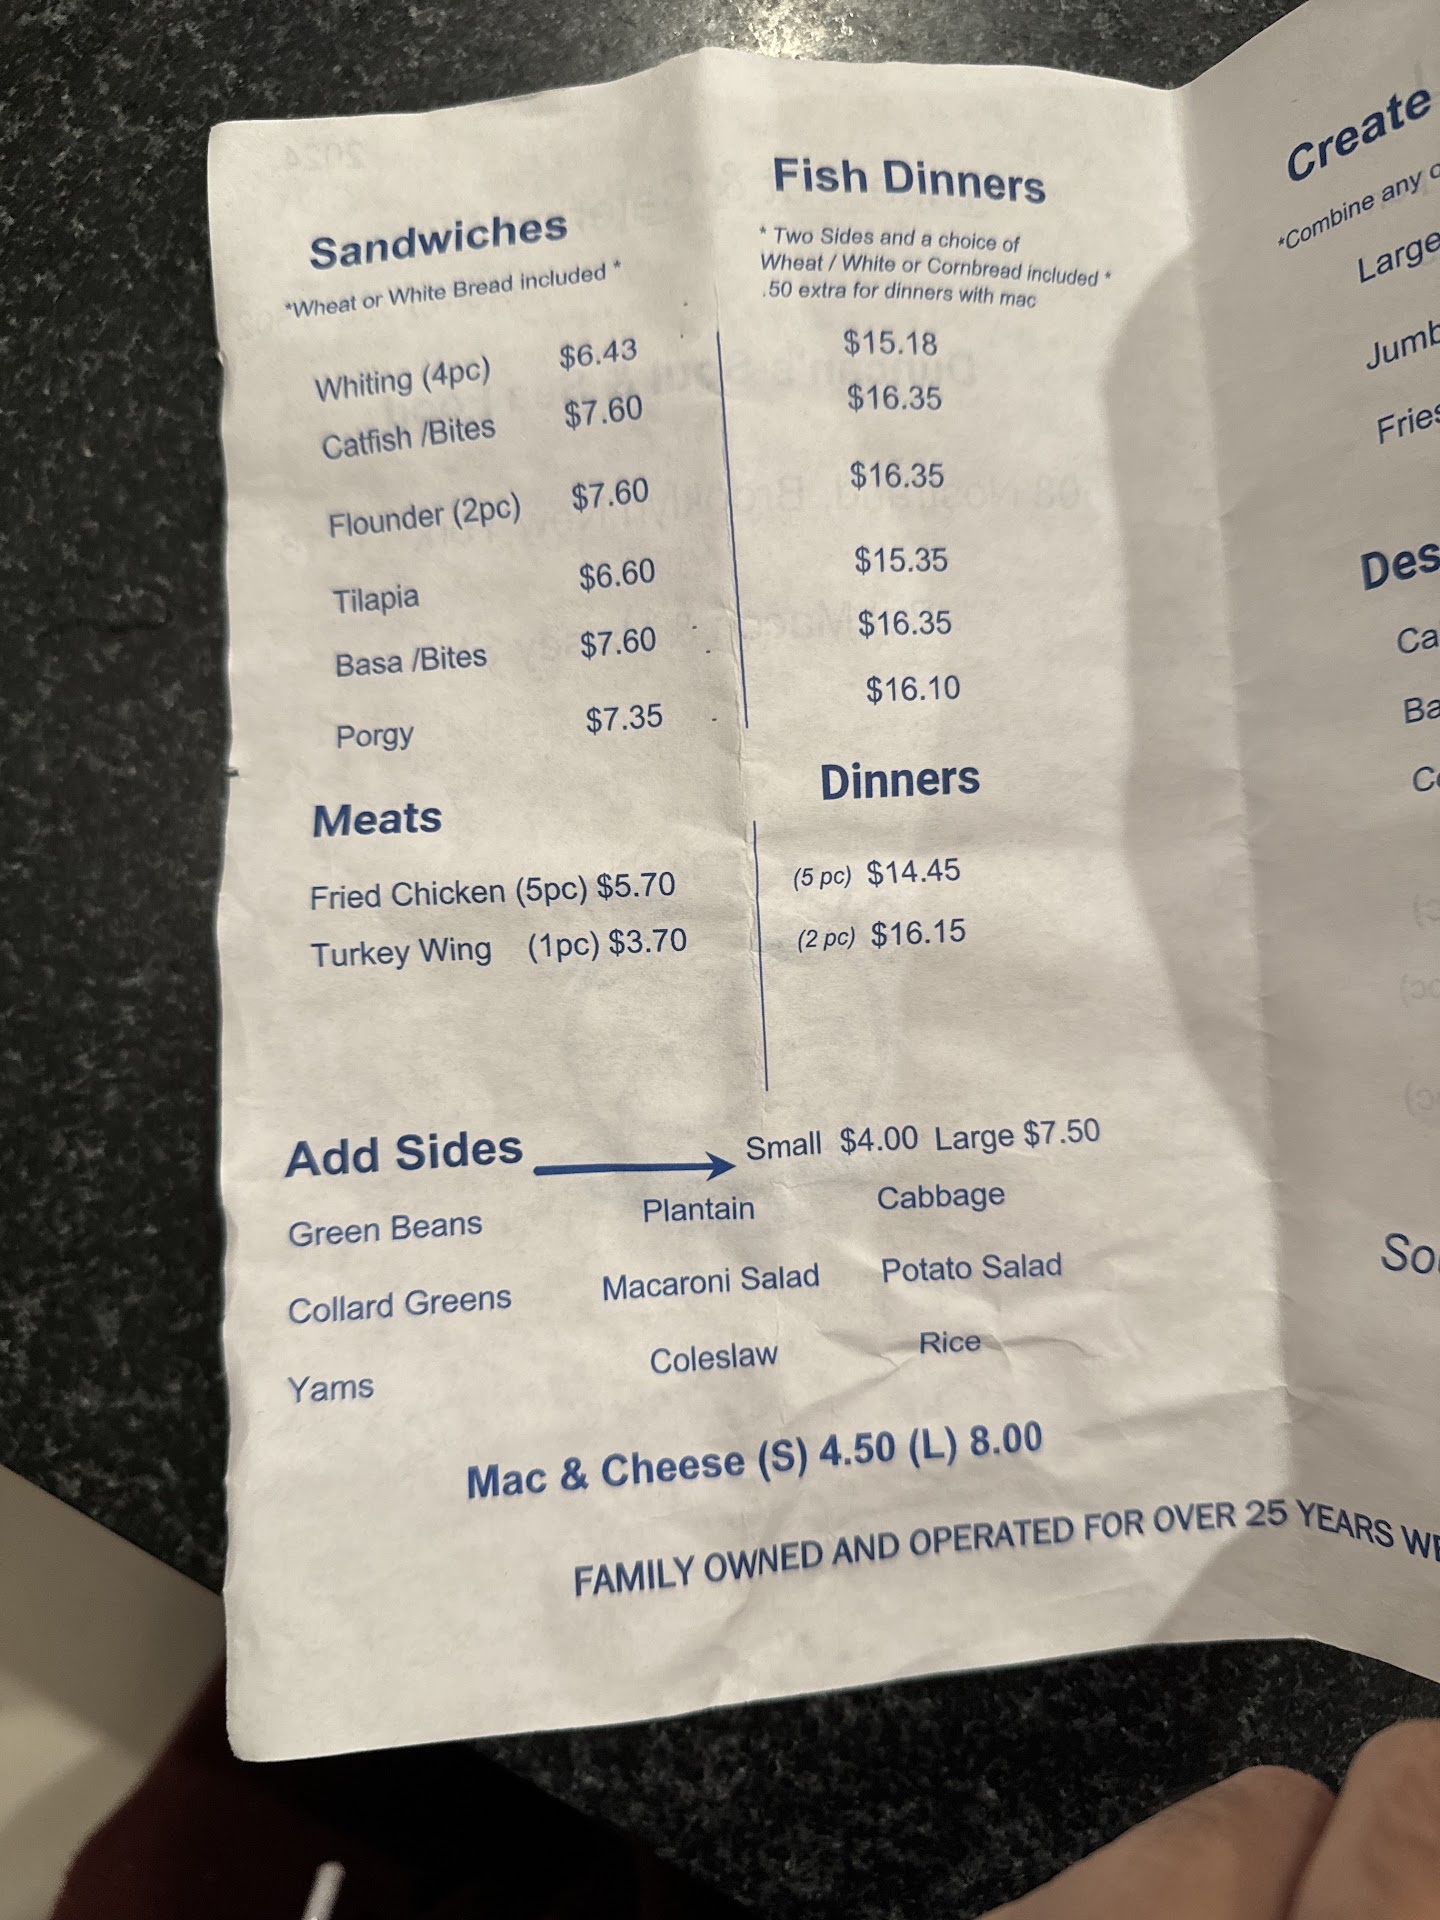 Sandwiches
*Wheat or White Bread included *
Whiting (4pc) $6.43
Catfish /Bites $7.60
Flounder (2pc) $7.60
Tilapia $6.60
Basa /Bites $7.60
Porgy $7.35
Fish Dinners
* Two Sides and a choice of
Wheat / White or Cornbread included *
.50 extra for dinners with mac
$15.18
$16.35
$16.35
$15.35
$16.35
$16.10
Meats
Fried Chicken (5pc) $5.70
Turkey Wing (1pc) $3.70
Dinners
(5 pc) $14.45
(2 pc) $16.15
Add Sides Small $4.00 Large $7.50
Green Beans Plantain Cabbage
Collard Greens Macaroni Salad Potato Salad
Yams Coleslaw Rice
Mac & Cheese (S) 4.50 (L) 8.00
FAMILY OWNED AND OPERATED FOR OVER 25 YEARS
Create
*Combine any
Large